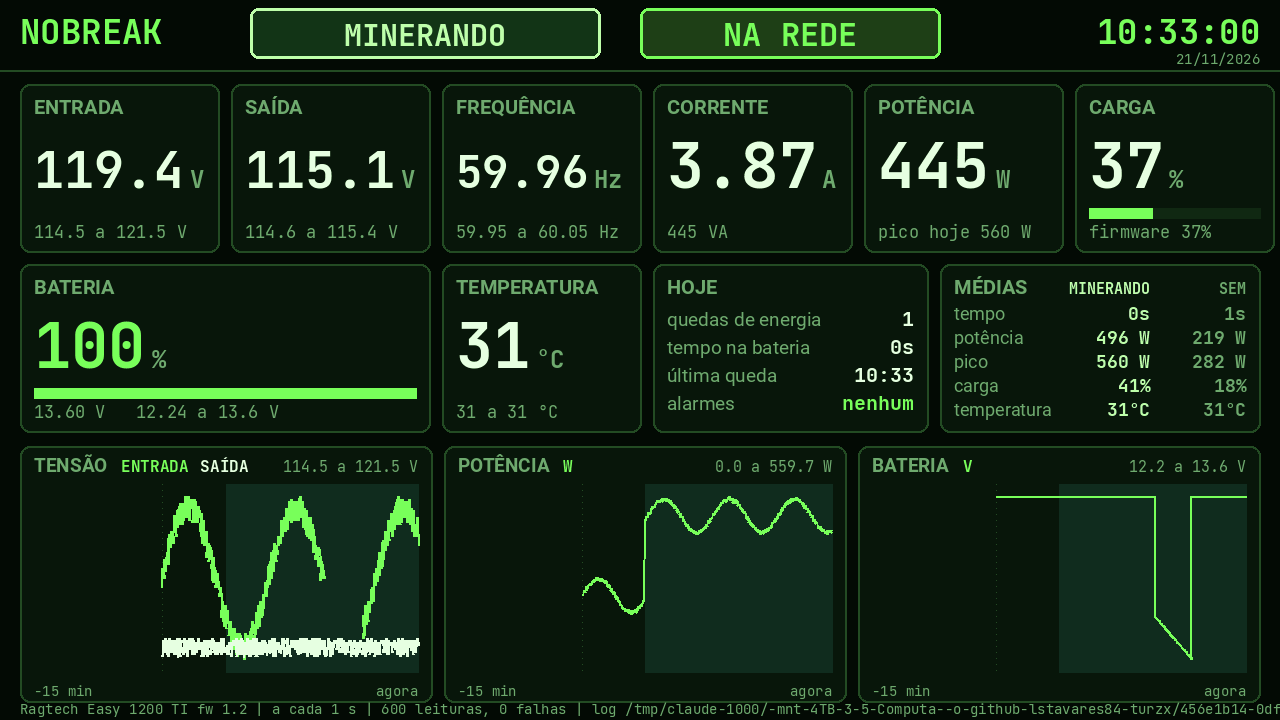 NOBREAK MINERANDO NA REDE 10:33:00
21/11/2026
ENTRADA SAÍDA FREQUÊNCIA CORRENTE POTÊNCIA CARGA
119.4 V 115.1 V 59.96 Hz 3.87 A 445 W 37 %
114.5 a 121.5 V 114.6 a 115.4 V 59.95 a 60.05 Hz 445 VA pico hoje 560 W firmware 37%
BATERIA
100 %
13.60 V 12.24 a 13.6 V
TEMPERATURA
31 °C
31 a 31 °C
HOJE
quedas de energia 1
tempo na bateria 0s
última queda 10:33
alarmes nenhum
MÉDIAS MINERANDO SEM
tempo 0s 1s
potência 496 W 219 W
pico 560 W 282 W
carga 41% 18%
temperatura 31°C 31°C
TENSÃO ENTRADA SAÍDA 114.5 a 121.5 V
-15 min agora
POTÊNCIA W 0.0 a 559.7 W
-15 min agora
BATERIA V 12.2 a 13.6 V
-15 min agora
Ragtech Easy 1200 TI fw 1.2 | a cada 1 s | 600 leituras, 0 falhas | log /tmp/claude-1000/-mnt-4TB-3-5-Computa--o-github-lstavares84-turzx/456e1b14-0df